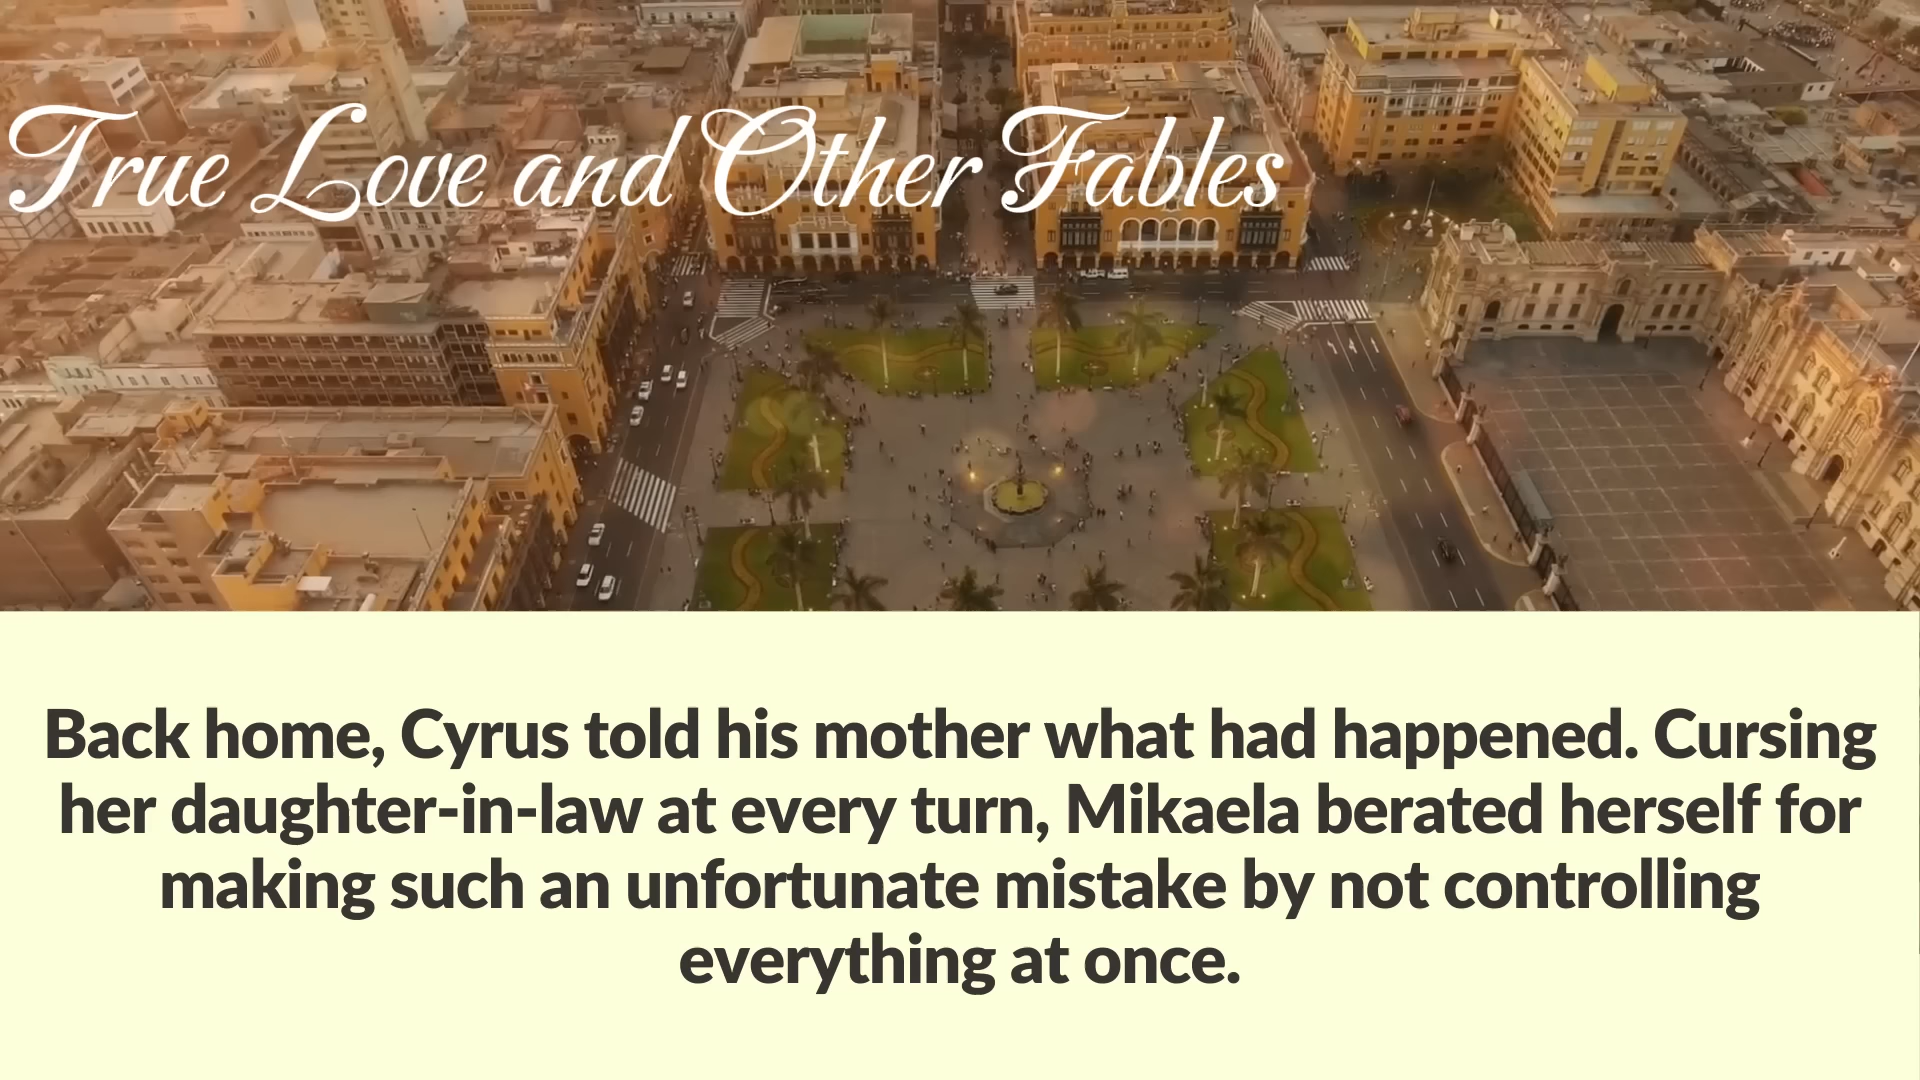 True Love and Other Fables
Back home, Cyrus told his mother what had happened. Cursing
her daughter-in-law at every turn, Mikaela berated herself for
making such an unfortunate mistake by not controlling
everything at once.